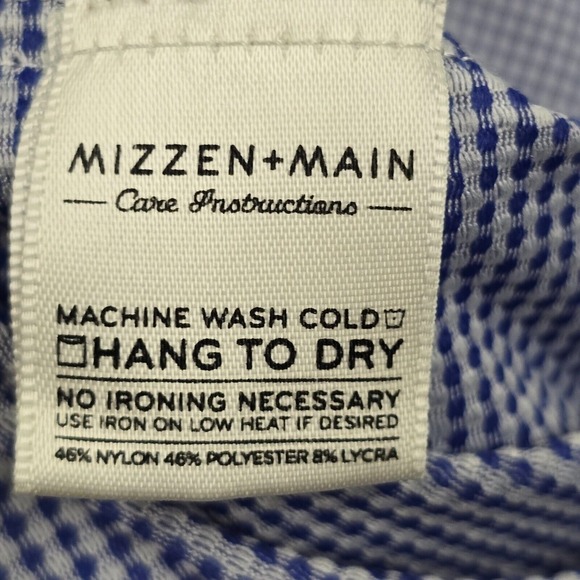 MIZZEN+MAIN
Care Instructions
MACHINE WASH COLD
HANG TO DRY
NO IRONING NECESSARY
USE IRON ON LOW HEAT IF DESIRED
46% NYLON 46% POLYESTER 8% LYCRA